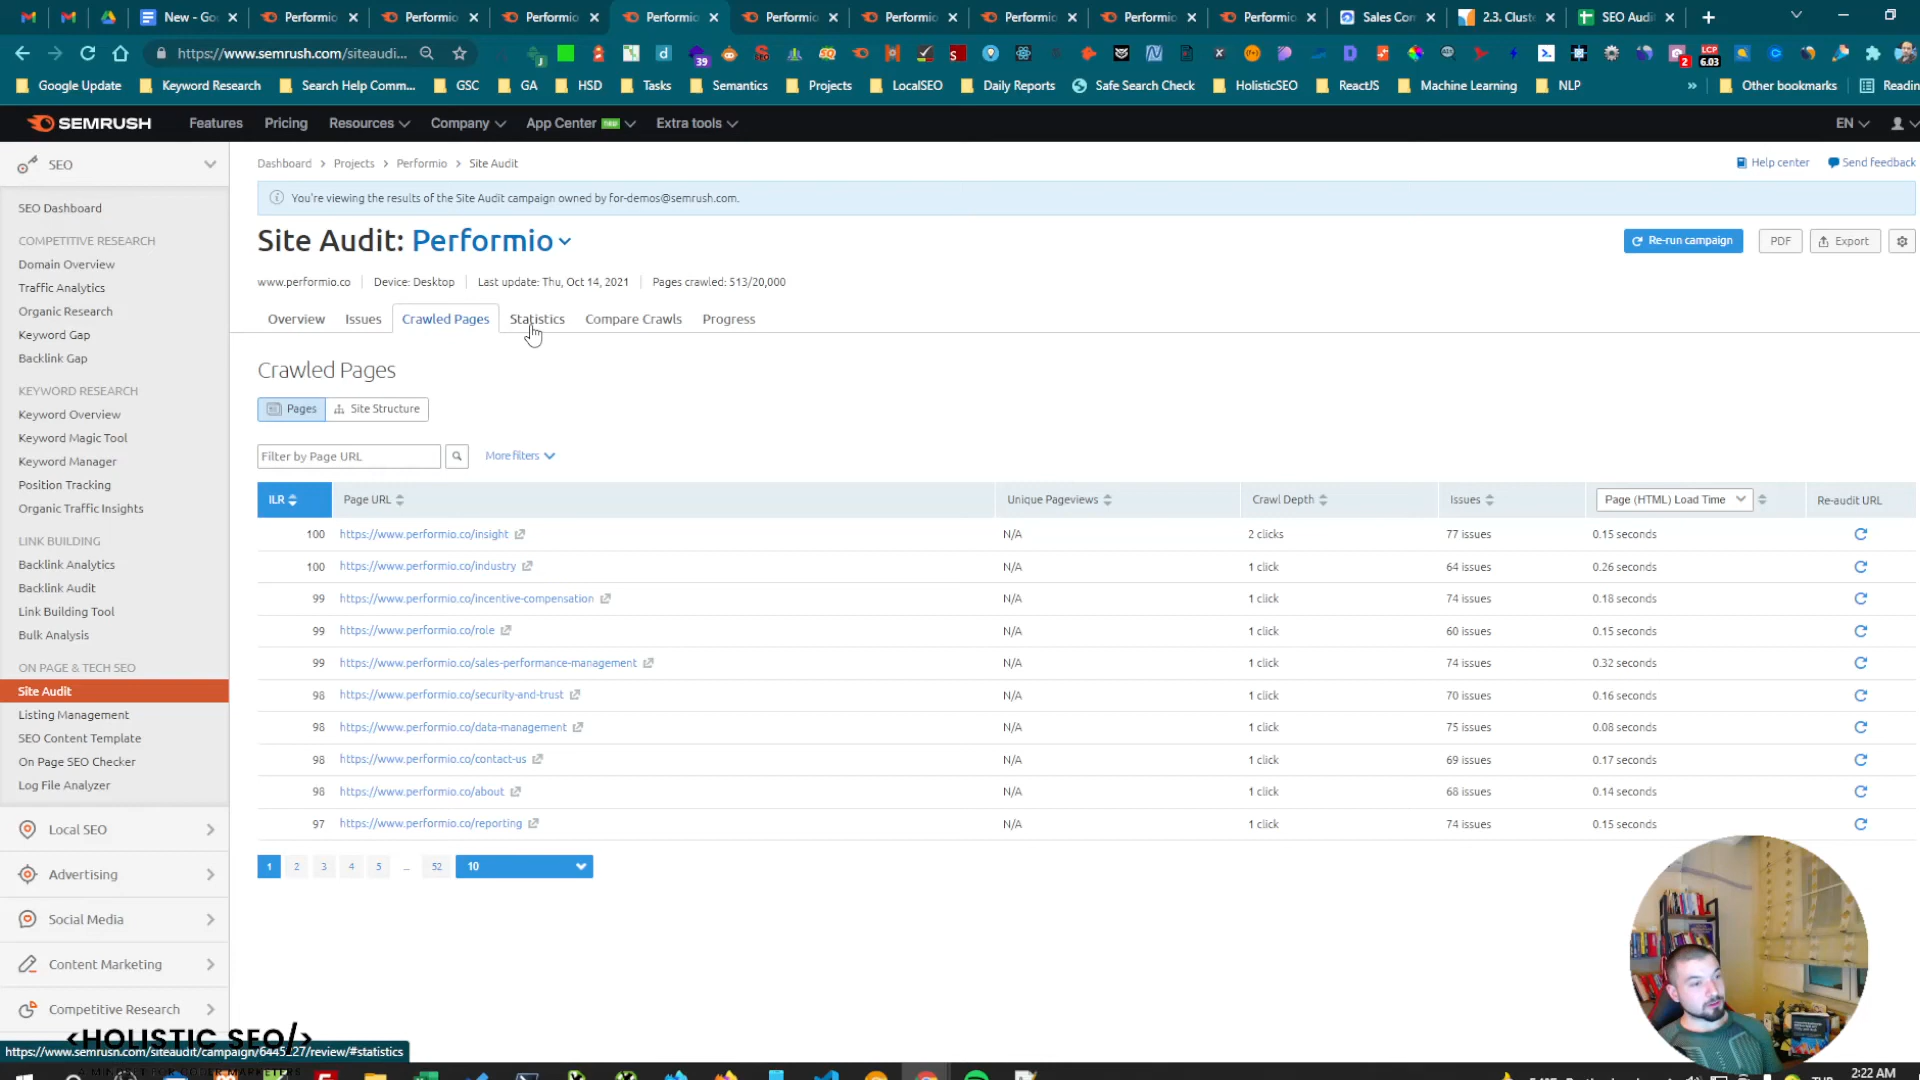 New - Go
Performio
Performio
Performio
Performio
Performio
Performio
Performio
Performio
Performio
Sales Com
2.3. Cluste
SEO Audi
https://www.semrush.com/siteaudi...
39
2
LCP
6.03
Google Update
Keyword Research
Search Help Comm...
GSC
GA
HSD
Tasks
Semantics
Projects
LocalSEO
Daily Reports
Safe Search Check
HolisticSEO
ReactJS
Machine Learning
NLP
»
Other bookmarks
Readin
SEMRUSH
Features
Pricing
Resources
Company
App Center
Extra tools
EN
SEO
SEO Dashboard
COMPETITIVE RESEARCH
Domain Overview
Traffic Analytics
Organic Research
Keyword Gap
Backlink Gap
KEYWORD RESEARCH
Keyword Overview
Keyword Magic Tool
Keyword Manager
Position Tracking
Organic Traffic Insights
LINK BUILDING
Backlink Analytics
Backlink Audit
Link Building Tool
Bulk Analysis
ON PAGE & TECH SEO
Site Audit
Listing Management
SEO Content Template
On Page SEO Checker
Log File Analyzer
Local SEO
Advertising
Social Media
Content Marketing
Competitive Research
Dashboard > Projects > Performio > Site Audit
Help center
Send feedback
You're viewing the results of the Site Audit campaign owned by for-demos@semrush.com.
Site Audit: Performio
Re-run campaign
PDF
Export
www.performio.co
Device: Desktop
Last update: Thu, Oct 14, 2021
Pages crawled: 513/20,000
Overview
Issues
Crawled Pages
Statistics
Compare Crawls
Progress
Crawled Pages
Pages
Site Structure
Filter by Page URL
More filters
ILR Page URL Unique Pageviews Crawl Depth Issues Page (HTML) Load Time Re-audit URL
100 https://www.performio.co/insight N/A 2 clicks 77 issues 0.15 seconds
100 https://www.performio.co/industry N/A 1 click 64 issues 0.26 seconds
99 https://www.performio.co/incentive-compensation N/A 1 click 74 issues 0.18 seconds
99 https://www.performio.co/role N/A 1 click 60 issues 0.15 seconds
99 https://www.performio.co/sales-performance-management N/A 1 click 74 issues 0.32 seconds
98 https://www.performio.co/security-and-trust N/A 1 click 70 issues 0.16 seconds
98 https://www.performio.co/data-management N/A 1 click 75 issues 0.08 seconds
98 https://www.performio.co/contact-us N/A 1 click 69 issues 0.17 seconds
98 https://www.performio.co/about N/A 1 click 68 issues 0.14 seconds
97 https://www.performio.co/reporting N/A 1 click 74 issues 0.15 seconds
1 2 3 4 5 ... 52 10
<HOLISTIC SEO/>
2:22 AM